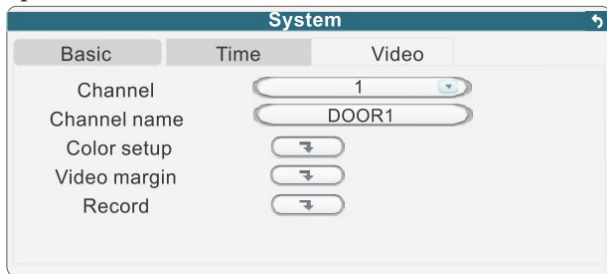 System
Basic Time Video
Channel 1
Channel name DOOR1
Color setup
Video margin
Record